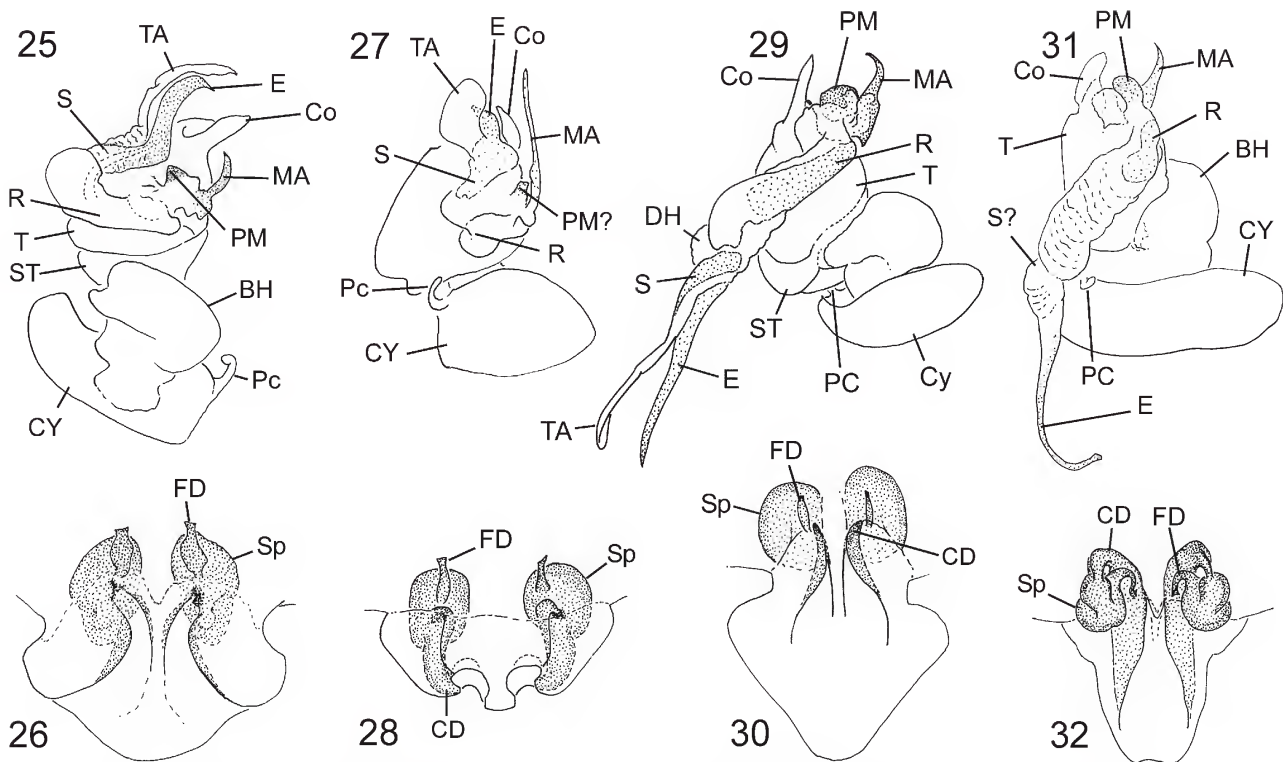 25
TA
E
S
Co
MA
R
T
PM
ST
BH
Pc
CY
27
TA
E
Co
MA
S
PM?
R
Pc
CY
29
PM
Co
MA
R
T
DH
S
ST
PC
Cy
E
TA
31
PM
Co
MA
R
T
BH
S?
CY
PC
E
26
FD
Sp
28
FD
Sp
CD
30
FD
Sp
CD
32
CD
FD
Sp